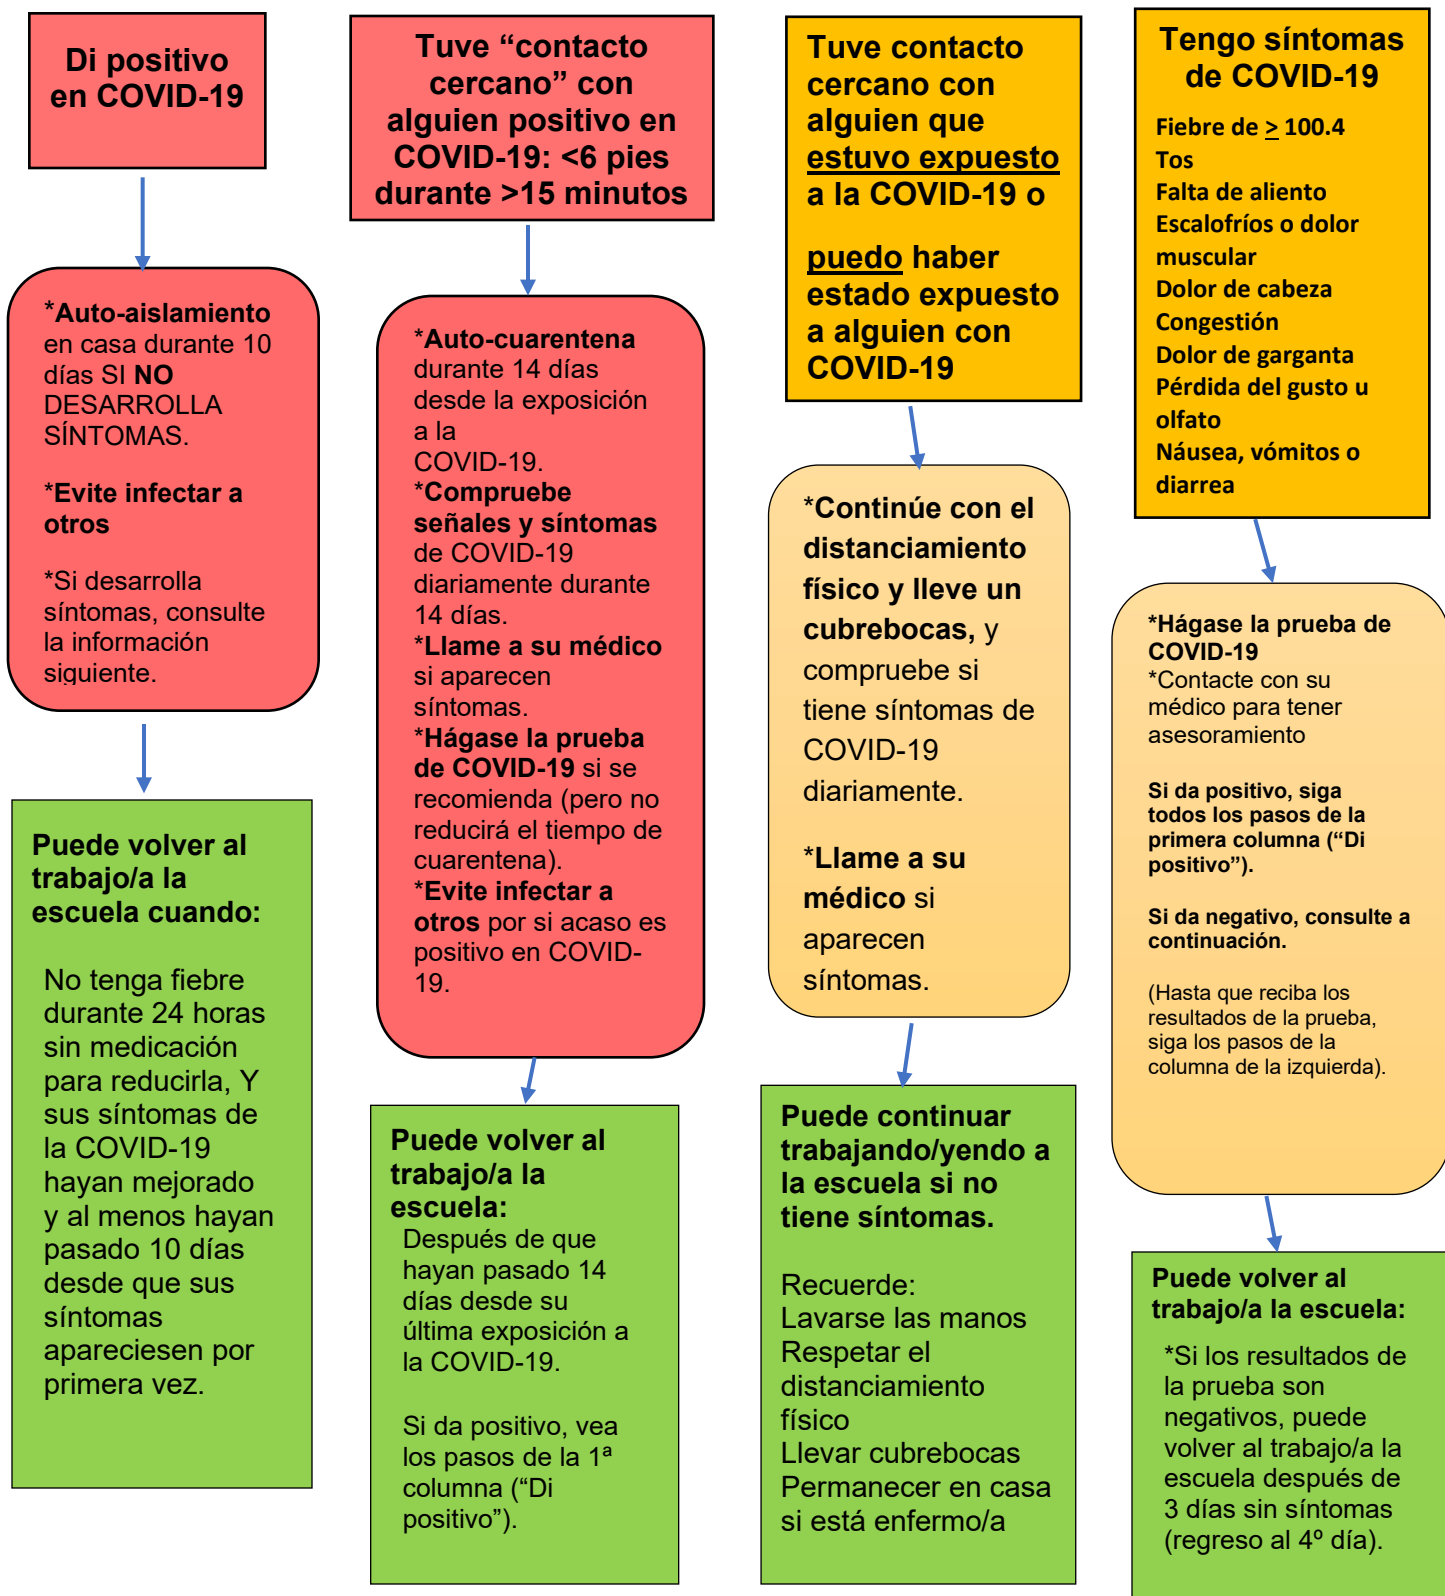 Di positivo
en COVID-19
*Auto-aislamiento
en casa durante 10
días SI NO
DESARROLLA
SÍNTOMAS.
*Evite infectar a
otros
*Si desarrolla
síntomas, consulte
la información
siguiente.
Puede volver al
trabajo/a la
escuela cuando:
No tenga fiebre
durante 24 horas
sin medicación
para reducirla, Y
sus síntomas de
la COVID-19
hayan mejorado
y al menos hayan
pasado 10 días
desde que sus
síntomas
apareciesen por
primera vez.
Tuve “contacto
cercano” con
alguien positivo en
COVID-19: <6 pies
durante >15 minutos
*Auto-cuarentena
durante 14 días
desde la exposición
a la
COVID-19.
*Compruebe
señales y síntomas
de COVID-19
diariamente durante
14 días.
*Llame a su médico
si aparecen
síntomas.
*Hágase la prueba
de COVID-19 si se
recomienda (pero no
reducirá el tiempo de
cuarentena).
*Evite infectar a
otros por si acaso es
positivo en COVID-
19.
Puede volver al
trabajo/a la
escuela:
Después de que
hayan pasado 14
días desde su
última exposición a
la COVID-19.
Si da positivo, vea
los pasos de la 1ª
columna (“Di
positivo”).
Tuve contacto
cercano con
alguien que
estuvo expuesto
a la COVID-19 o
puedo haber
estado expuesto
a alguien con
COVID-19
*Continúe con el
distanciamiento
físico y lleve un
cubrebocas, y
compruebe si
tiene síntomas de
COVID-19
diariamente.
*Llame a su
médico si
aparecen
síntomas.
Puede continuar
trabajando/yendo a
la escuela si no
tiene síntomas.
Recuerde:
Lavarse las manos
Respetar el
distanciamiento
físico
Llevar cubrebocas
Permanecer en casa
si está enfermo/a
Tengo síntomas
de COVID-19
Fiebre de ≥ 100.4
Tos
Falta de aliento
Escalofríos o dolor
muscular
Dolor de cabeza
Congestión
Dolor de garganta
Pérdida del gusto u
olfato
Náusea, vómitos o
diarrea
*Hágase la prueba de
COVID-19
*Contacte con su
médico para tener
asesoramiento
Si da positivo, siga
todos los pasos de la
primera columna (“Di
positivo”).
Si da negativo, consulte a
continuación.
(Hasta que reciba los
resultados de la prueba,
siga los pasos de la
columna de la izquierda).
Puede volver al
trabajo/a la escuela:
*Si los resultados de
la prueba son
negativos, puede
volver al trabajo/a la
escuela después de
3 días sin síntomas
(regreso al 4º día).